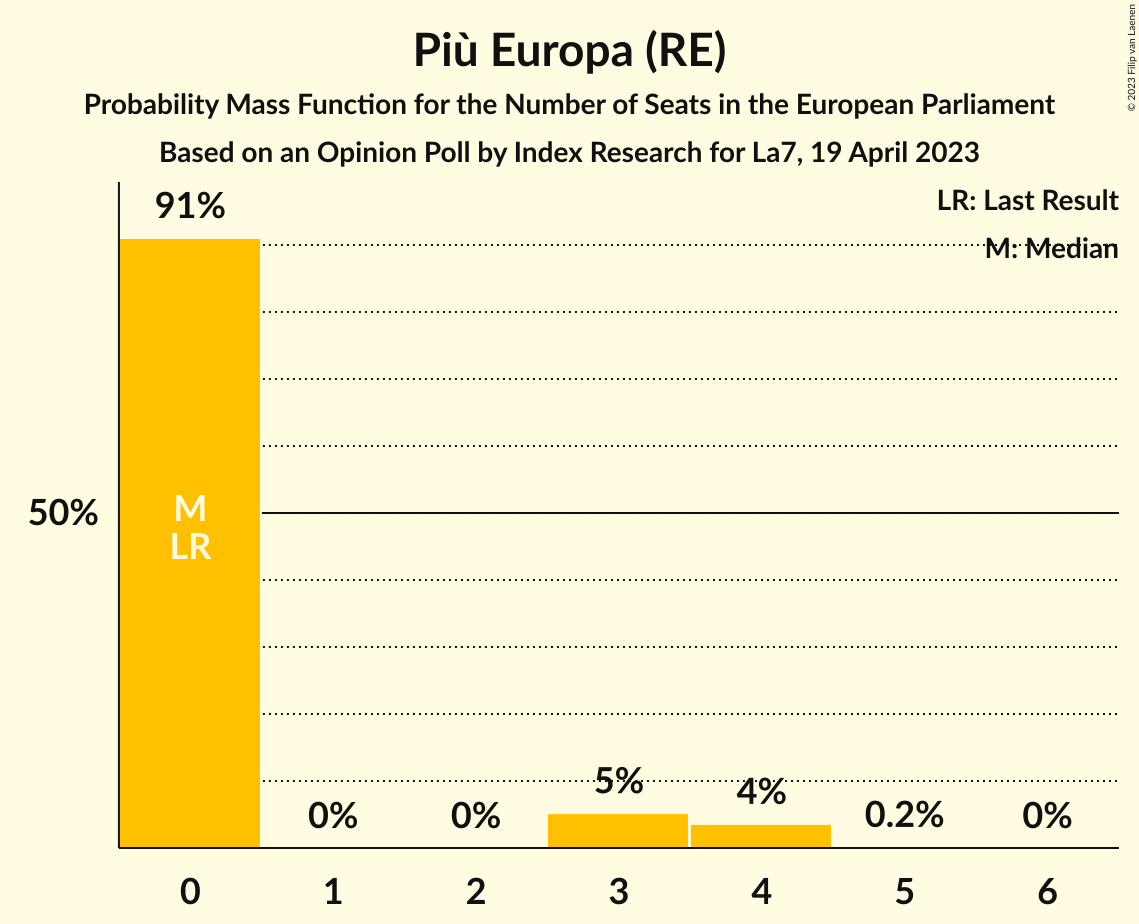 Più Europa (RE)
Probability Mass Function for the Number of Seats in the European Parliament
Based on an Opinion Poll by Index Research for La7, 19 April 2023
© 2023 Filip van Laenen
LR: Last Result
M: Median
91%
50%
M
LR
0%
0%
5%
4%
0.2%
0%
0
1
2
3
4
5
6